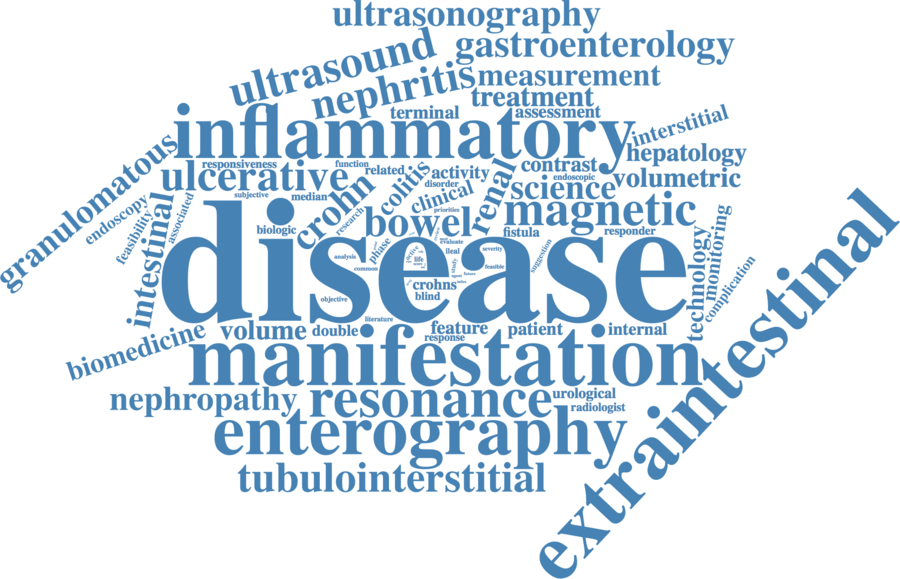 ultrasonography
ultrasound
gastroenterology
nephritis
measurement
treatment
terminal
assessment
inflammatory
interstitial
granulomatous
responsiveness
function
related
contrast
hepatology
ulcerative
colitis
activity
disorder
endoscopic
science
volumetric
endoscopy
feasibility
associated
subjective
median
crohn
clinical
priorities
renal
magnetic
intestinal
research
bowel
biologic
fistula
responder
phase
evaluate
disease
analysis
common
life
ileal
study
severity
feasible
suggestion
technology
monitoring
complication
objective
crohns
blind
literature
biomedicine
volume
double
feature
response
patient
internal
extraintestinal
manifestation
nephropathy
resonance
urological
radiologist
enterography
tubulointerstitial